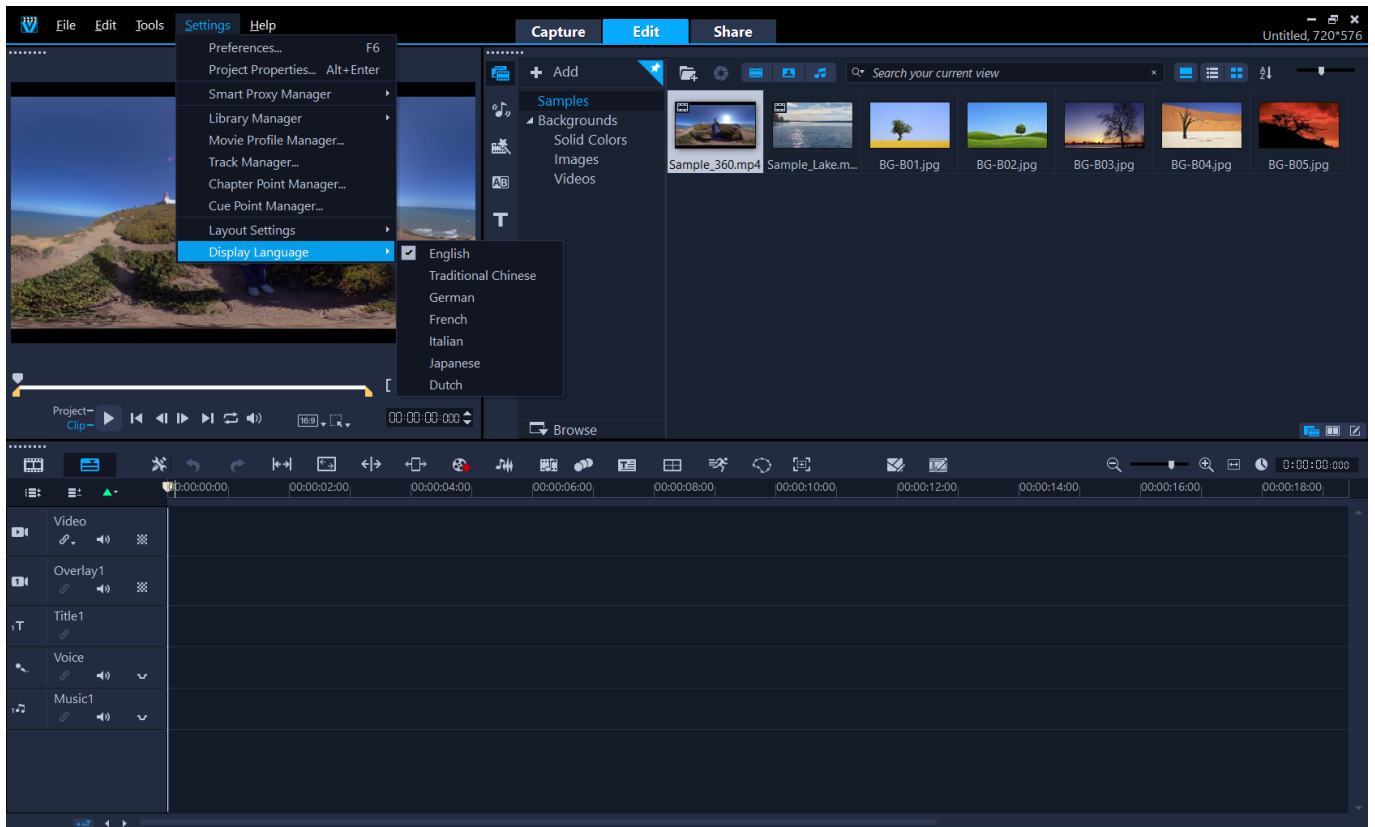 File Edit Tools Settings Help
Capture Edit Share
Untitled, 720*576
Preferences... F6
Project Properties... Alt+Enter
Smart Proxy Manager
Library Manager
Movie Profile Manager...
Track Manager...
Chapter Point Manager...
Cue Point Manager...
Layout Settings
Display Language
English
Traditional Chinese
German
French
Italian
Japanese
Dutch
Add
Samples
Backgrounds
Solid Colors
Images
Videos
Browse
Search your current view
Sample_360.mp4 Sample_Lake.m... BG-B01.jpg BG-B02.jpg BG-B03.jpg BG-B04.jpg BG-B05.jpg
Project
Clip
16:9
00:00:00:000
0:00:00:000
00:00:00:00 00:00:02:00 00:00:04:00 00:00:06:00 00:00:08:00 00:00:10:00 00:00:12:00 00:00:14:00 00:00:16:00 00:00:18:00
Video
Overlay1
Title1
Voice
Music1